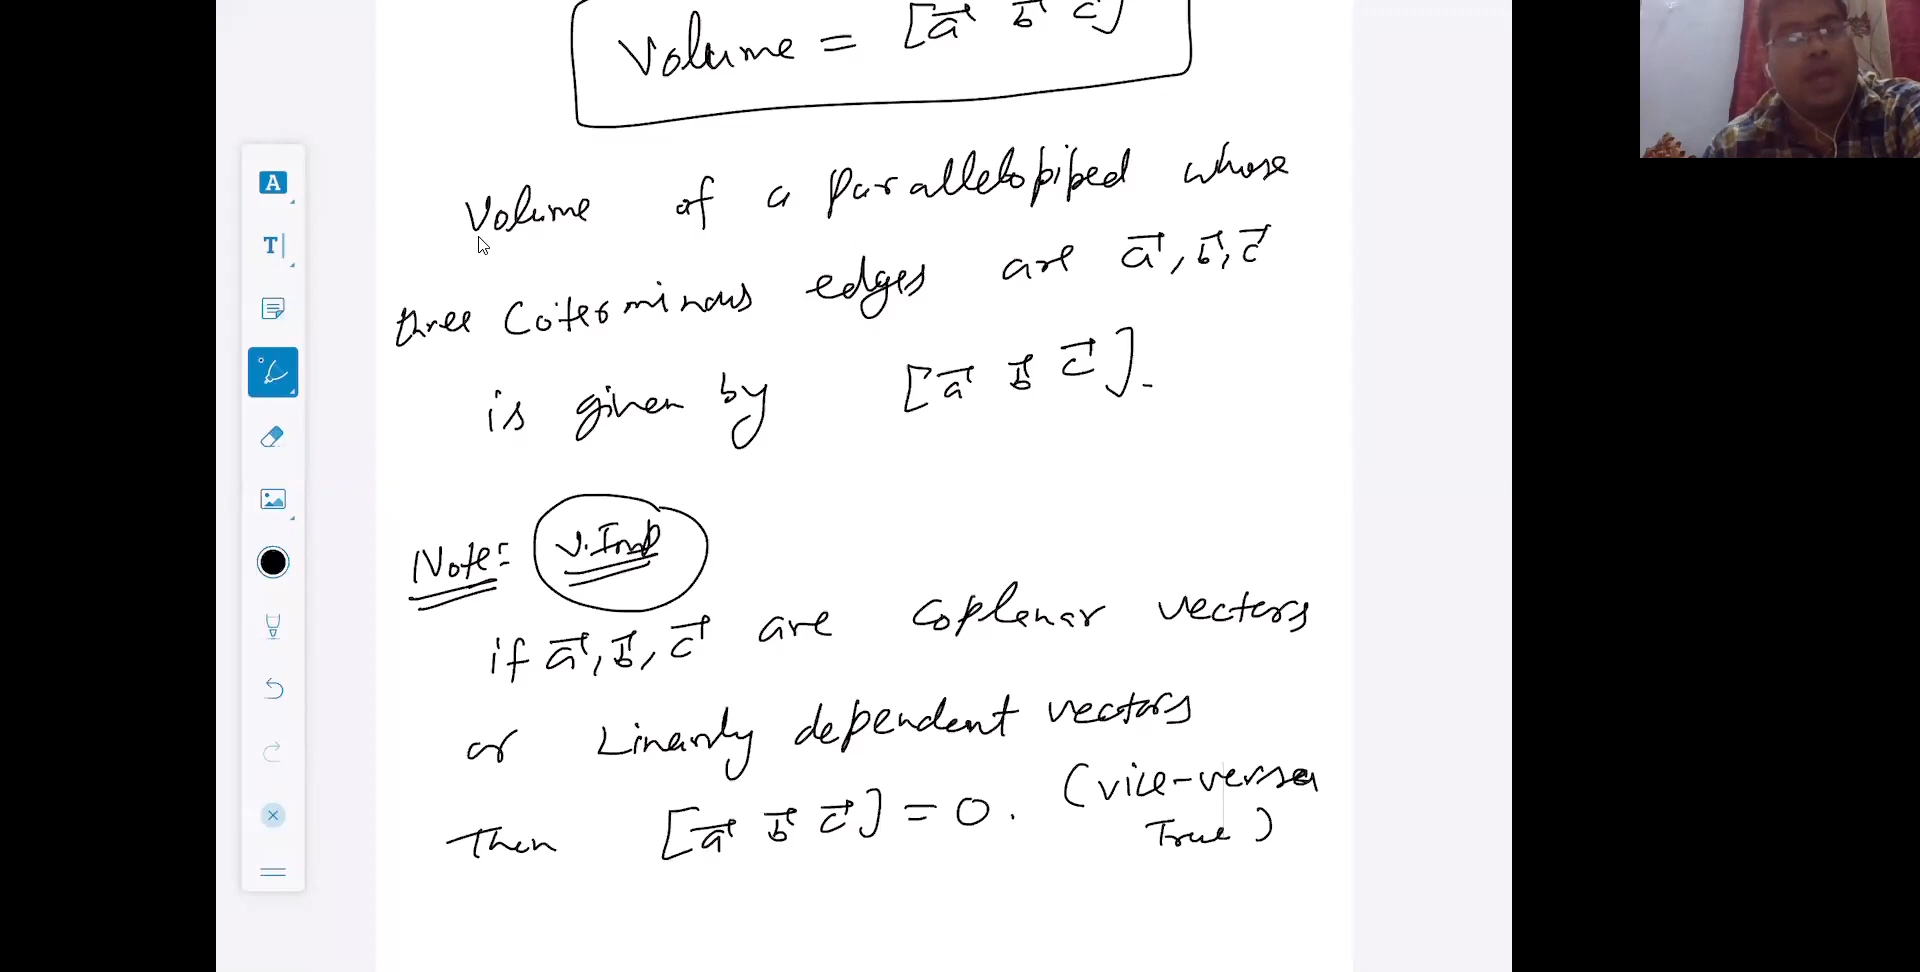 Volume = [a⃗ b⃗ c⃗]
Volume of a parallelopiped whose
three Coterminous edges are a⃗, b⃗, c⃗
is given by [a⃗ b⃗ c⃗].
Note: V. Imp
if a⃗, b⃗, c⃗ are coplanar vectors
or Linearly dependent vectors
Then [a⃗ b⃗ c⃗] = 0. (vice-versa
True)
A
T